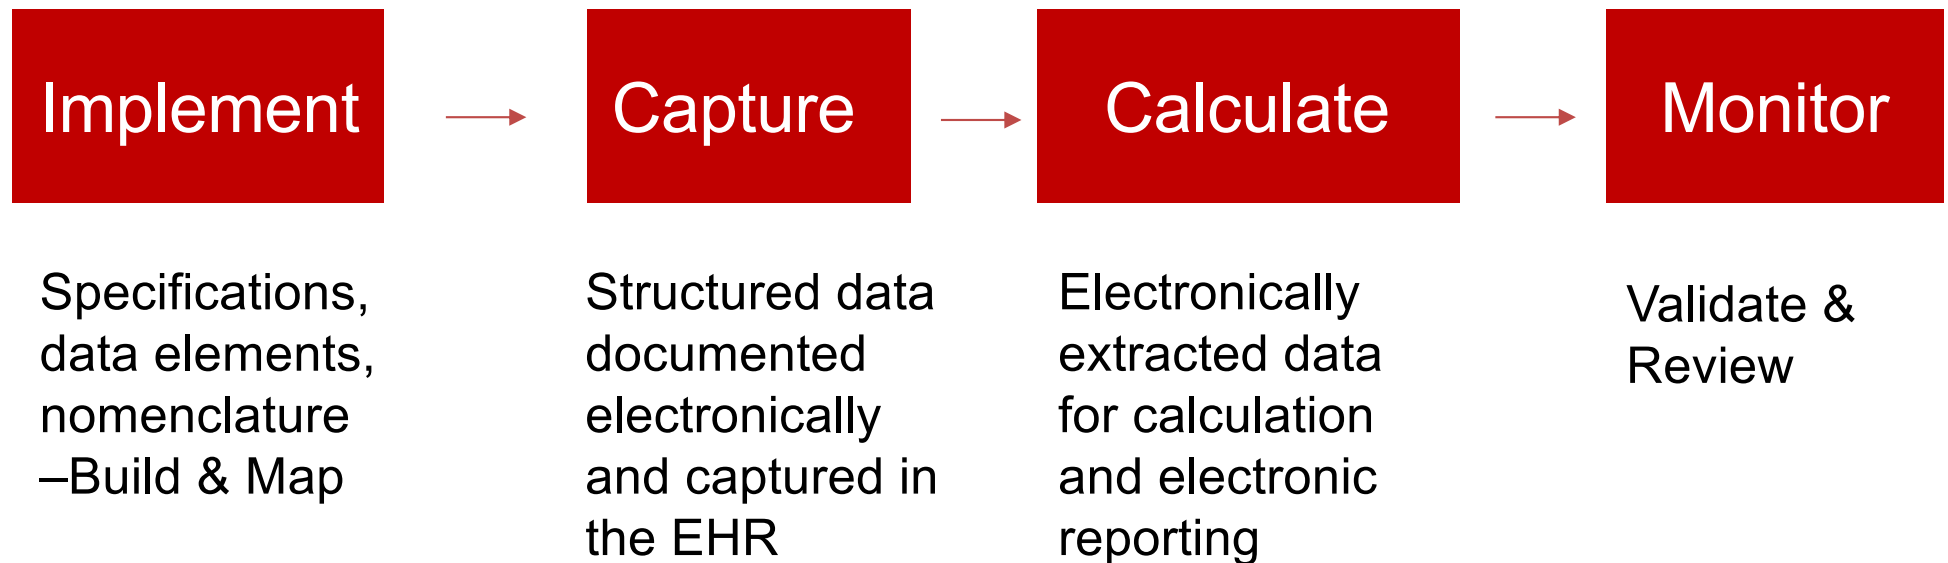 Implement
Capture
Calculate
Monitor
Specifications,
data elements,
nomenclature
–Build & Map
Structured data
documented
electronically
and captured in
the EHR
Electronically
extracted data
for calculation
and electronic
reporting
Validate &
Review